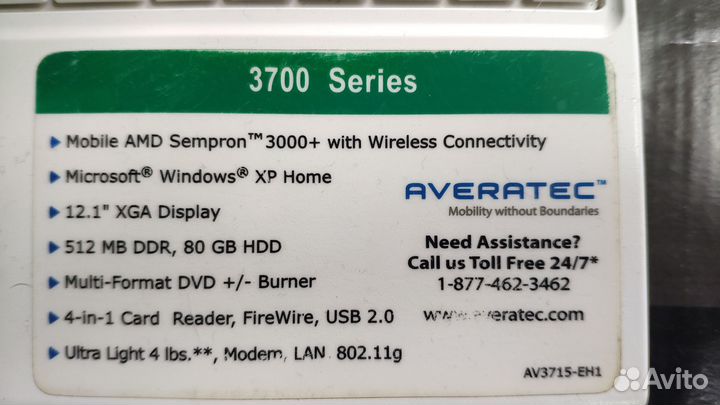 3700 Series
Mobile AMD Sempron™ 3000+ with Wireless Connectivity
Microsoft® Windows® XP Home
12.1" XGA Display
512 MB DDR, 80 GB HDD
Multi-Format DVD +/- Burner
4-in-1 Card Reader, FireWire, USB 2.0
Ultra Light 4 lbs.**, Modem, LAN 802.11g
AVERATEC™
Mobility without Boundaries
Need Assistance?
Call us Toll Free 24/7*
1-877-462-3462
www.averatec.com
AV3715-EH1
Avito